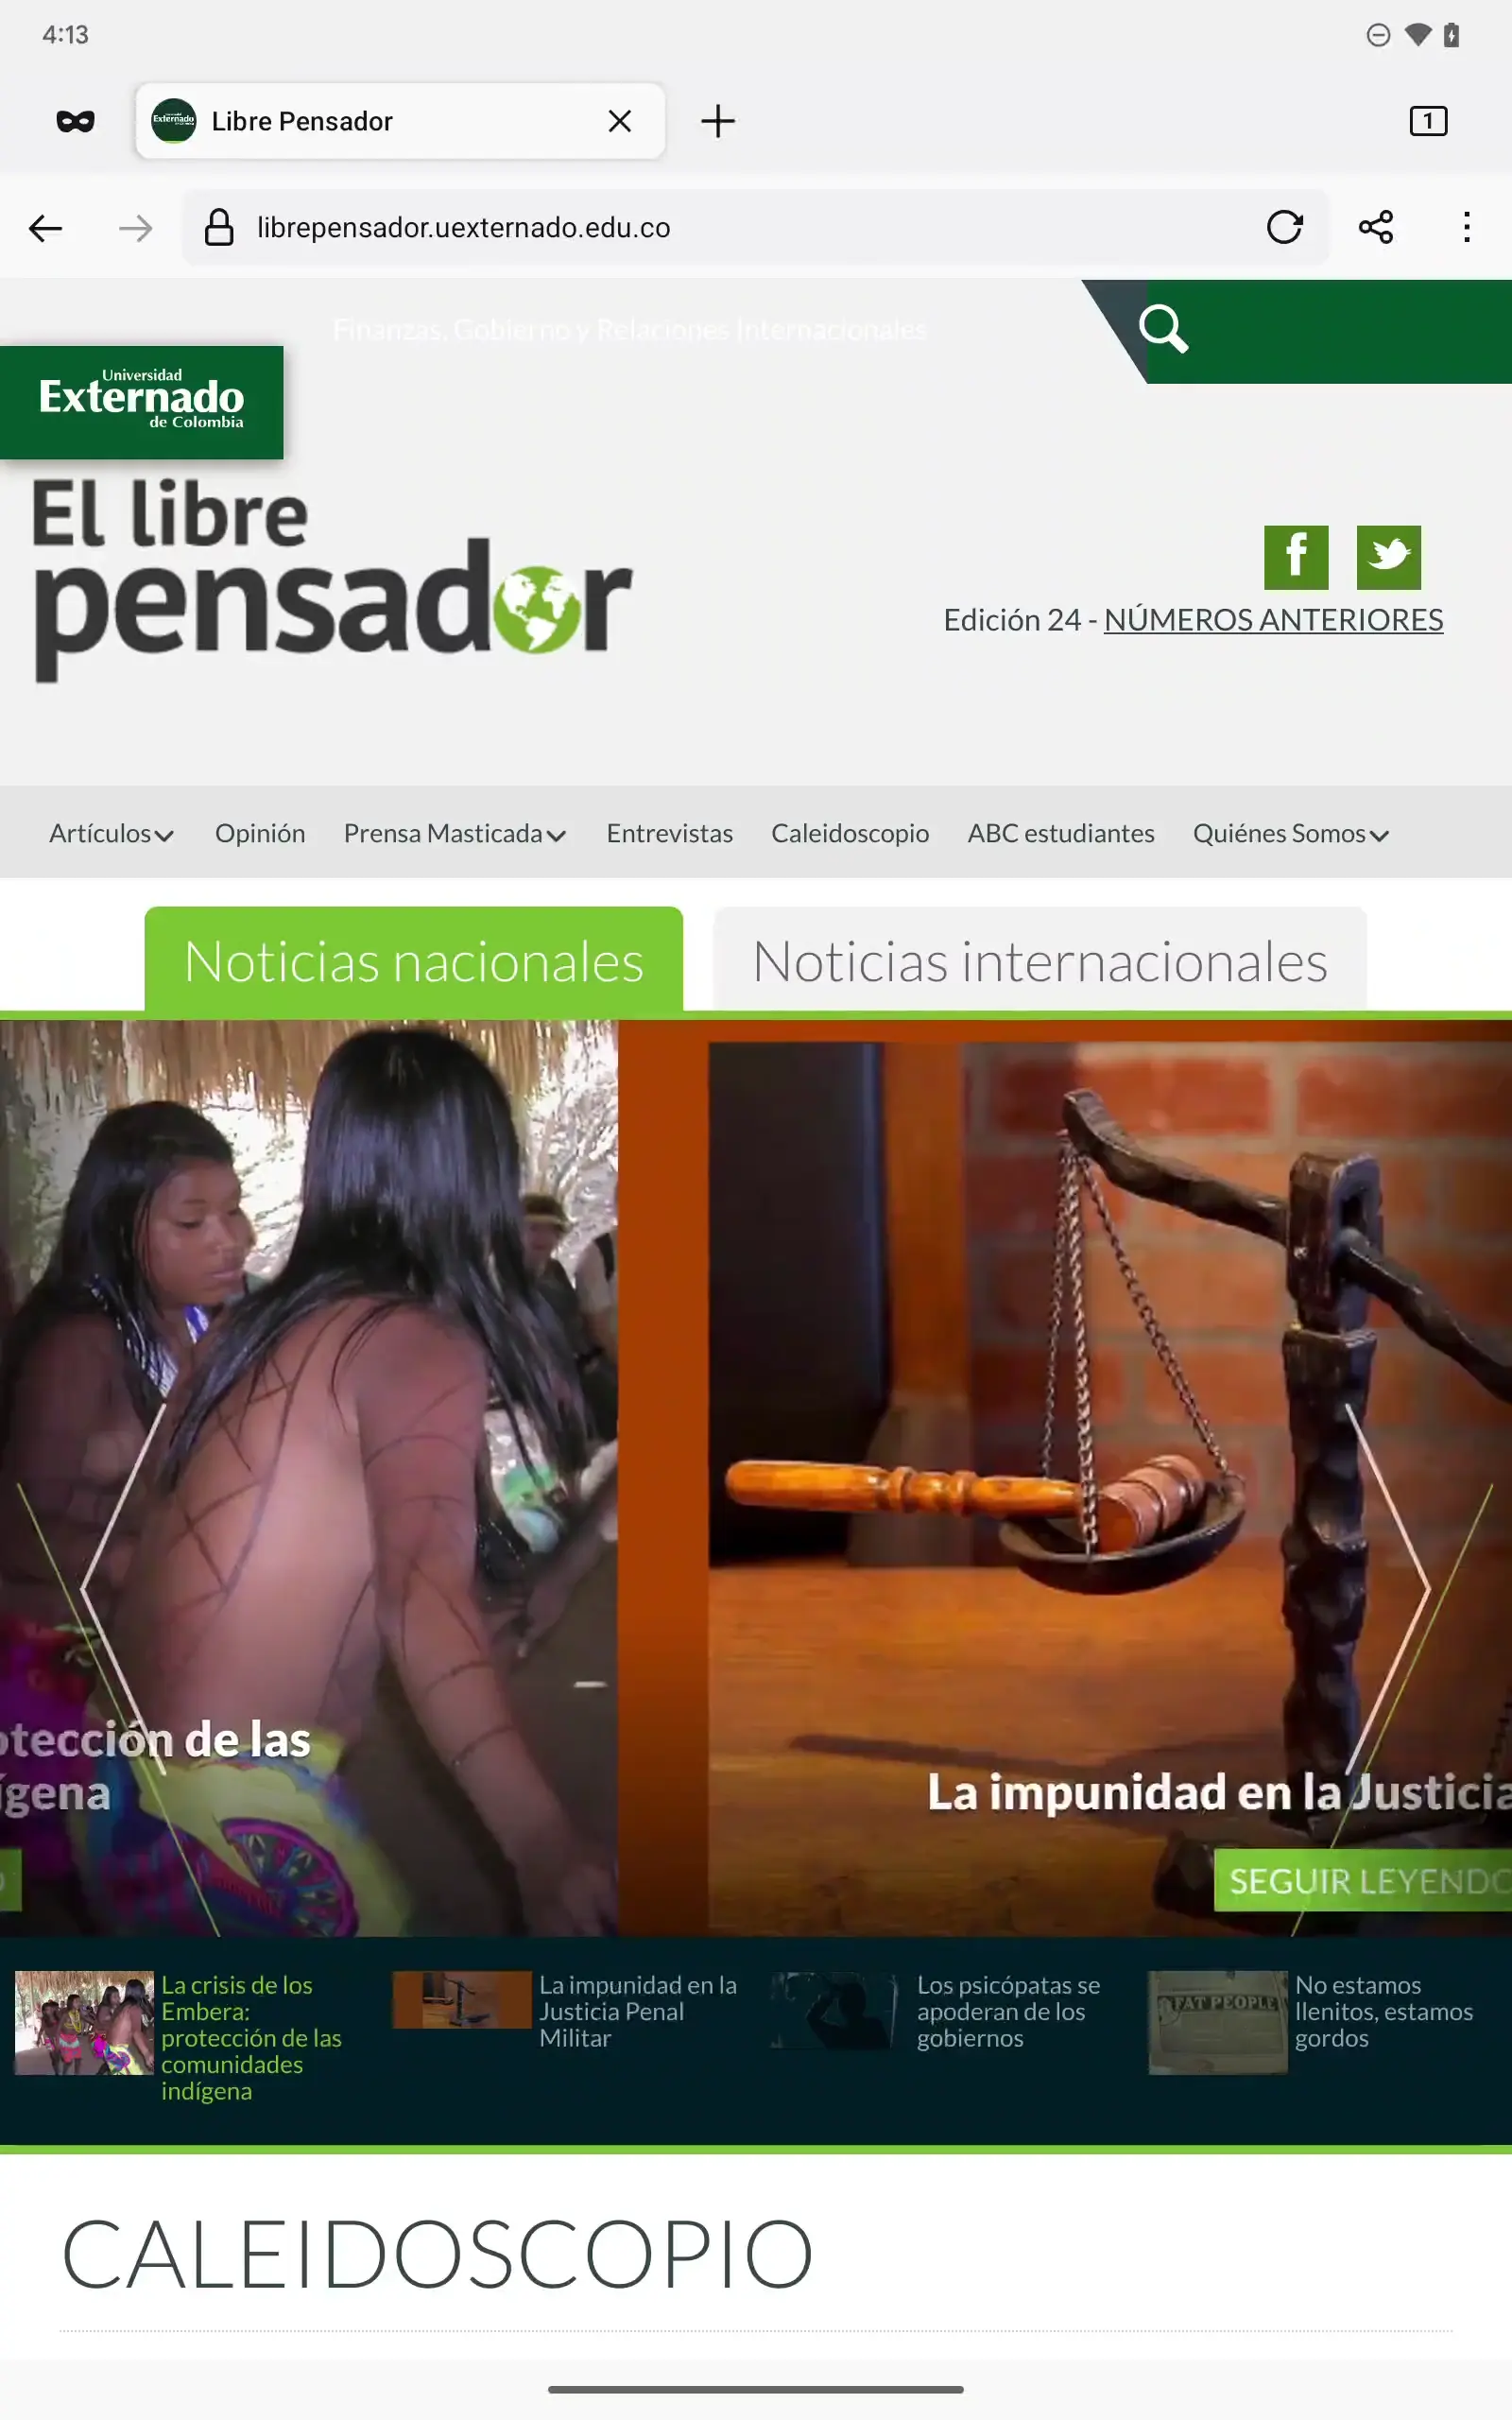 4:13
Libre Pensador
1
librepensador.uexternado.edu.co
Finanzas, Gobierno y Relaciones Internacionales
Universidad
Externado
de Colombia
El libre
pensador
Edición 24 - NÚMEROS ANTERIORES
Artículos Opinión Prensa Masticada Entrevistas Caleidoscopio ABC estudiantes Quiénes Somos
Noticias nacionales Noticias internacionales
de las
La impunidad en la Justicia
SEGUIR LEYENDO
La crisis de los
Embera:
protección de las
comunidades
indígena
La impunidad en la
Justicia Penal
Militar
Los psicópatas se
apoderan de los
gobiernos
FAT PEOPLE
No estamos
llenitos, estamos
gordos
CALEIDOSCOPIO